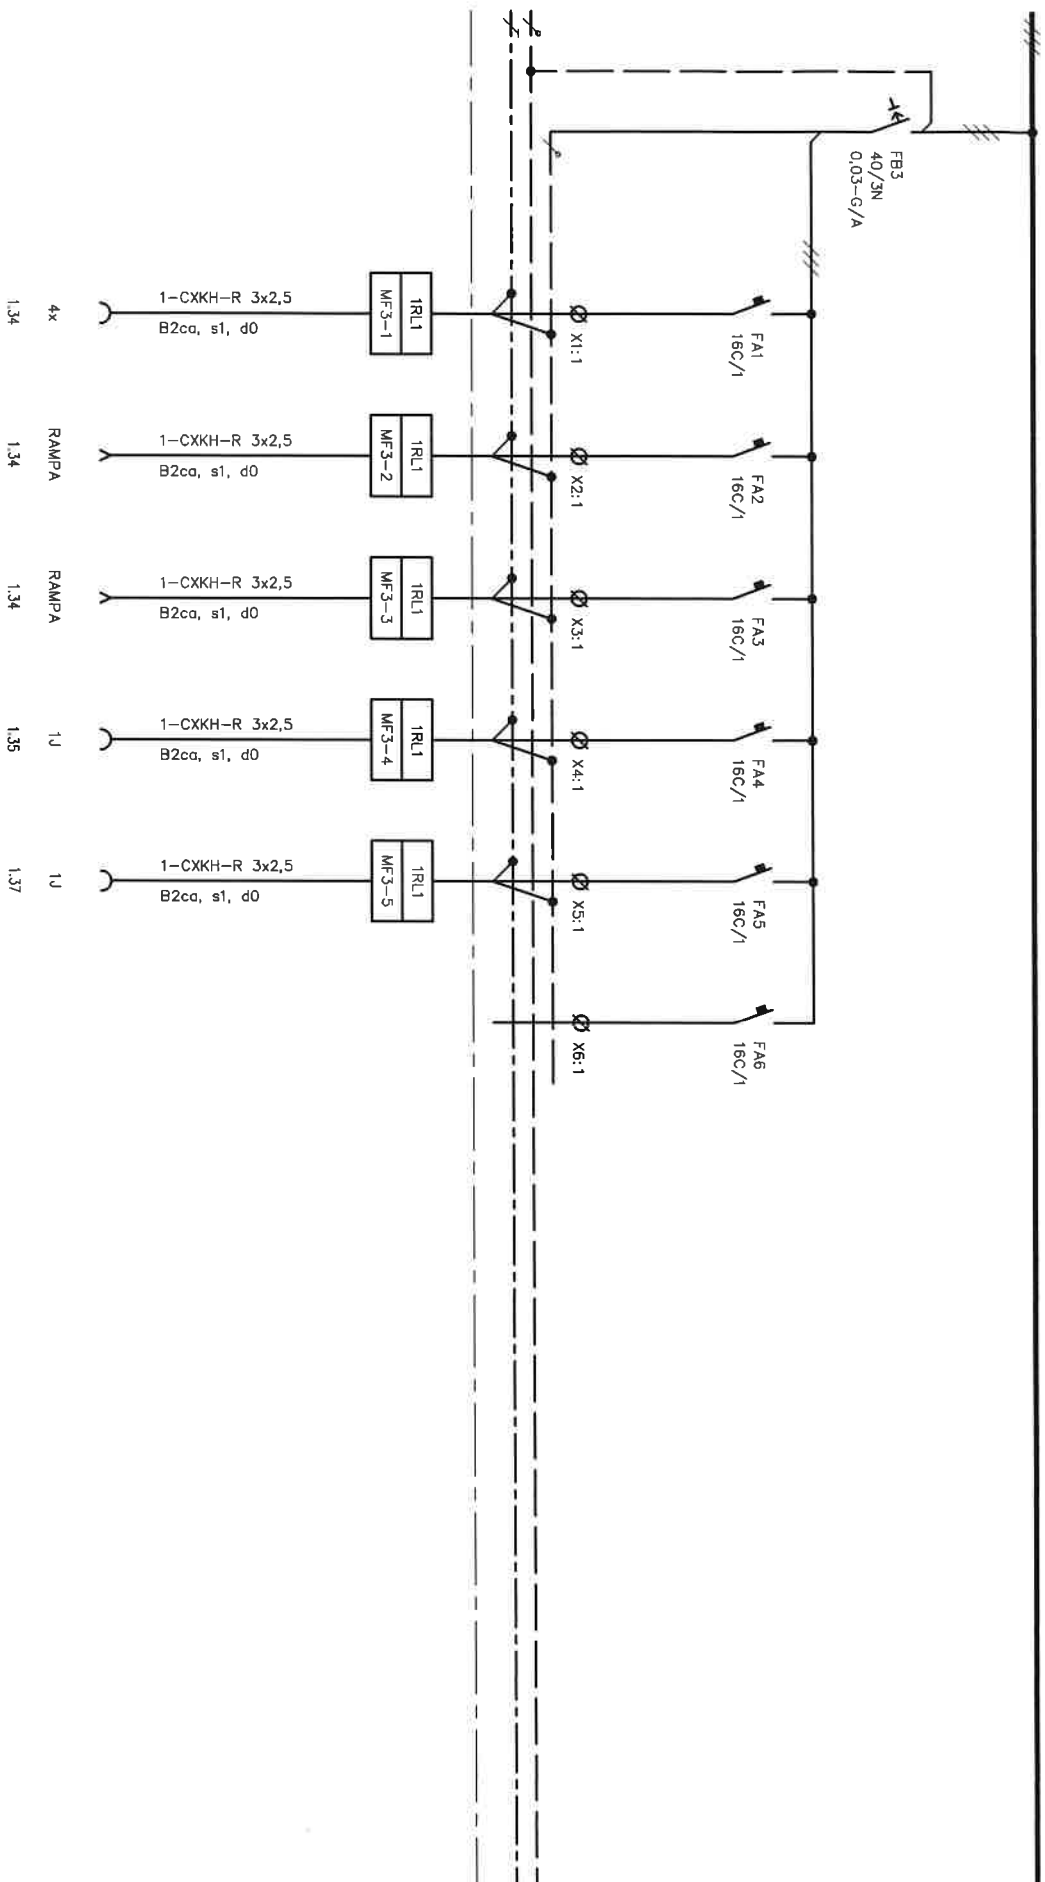 FB3
40/3N
0,03-G/A
FA1
16C/1
FA2
16C/1
FA3
16C/1
FA4
16C/1
FA5
16C/1
FA6
16C/1
X1:1
X2:1
X3:1
X4:1
X5:1
X6:1
1RL1
MF3-1
1RL1
MF3-2
1RL1
MF3-3
1RL1
MF3-4
1RL1
MF3-5
1-CXKH-R 3x2,5
B2ca, s1, d0
1-CXKH-R 3x2,5
B2ca, s1, d0
1-CXKH-R 3x2,5
B2ca, s1, d0
1-CXKH-R 3x2,5
B2ca, s1, d0
1-CXKH-R 3x2,5
B2ca, s1, d0
4x
RAMPA
RAMPA
1J
1J
1.34
1.34
1.34
1.35
1.37